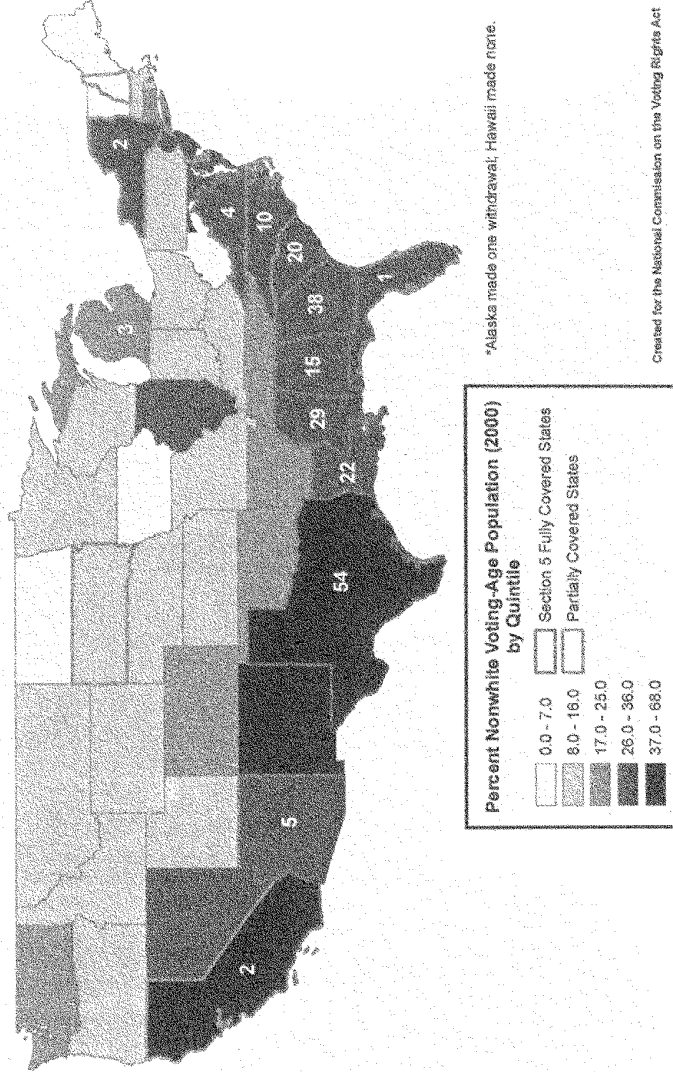 2
3
2
4
10
20
38
15
29
1
22
54
5
2
*Alaska made one withdrawal; Hawaii made none.
Percent Nonwhite Voting-Age Population (2000)
by Quintile
0.0 - 7.0
8.0 - 16.0
17.0 - 25.0
26.0 - 36.0
37.0 - 68.0
Section 5 Fully Covered States
Partially Covered States
Created for the National Commission on the Voting Rights Act